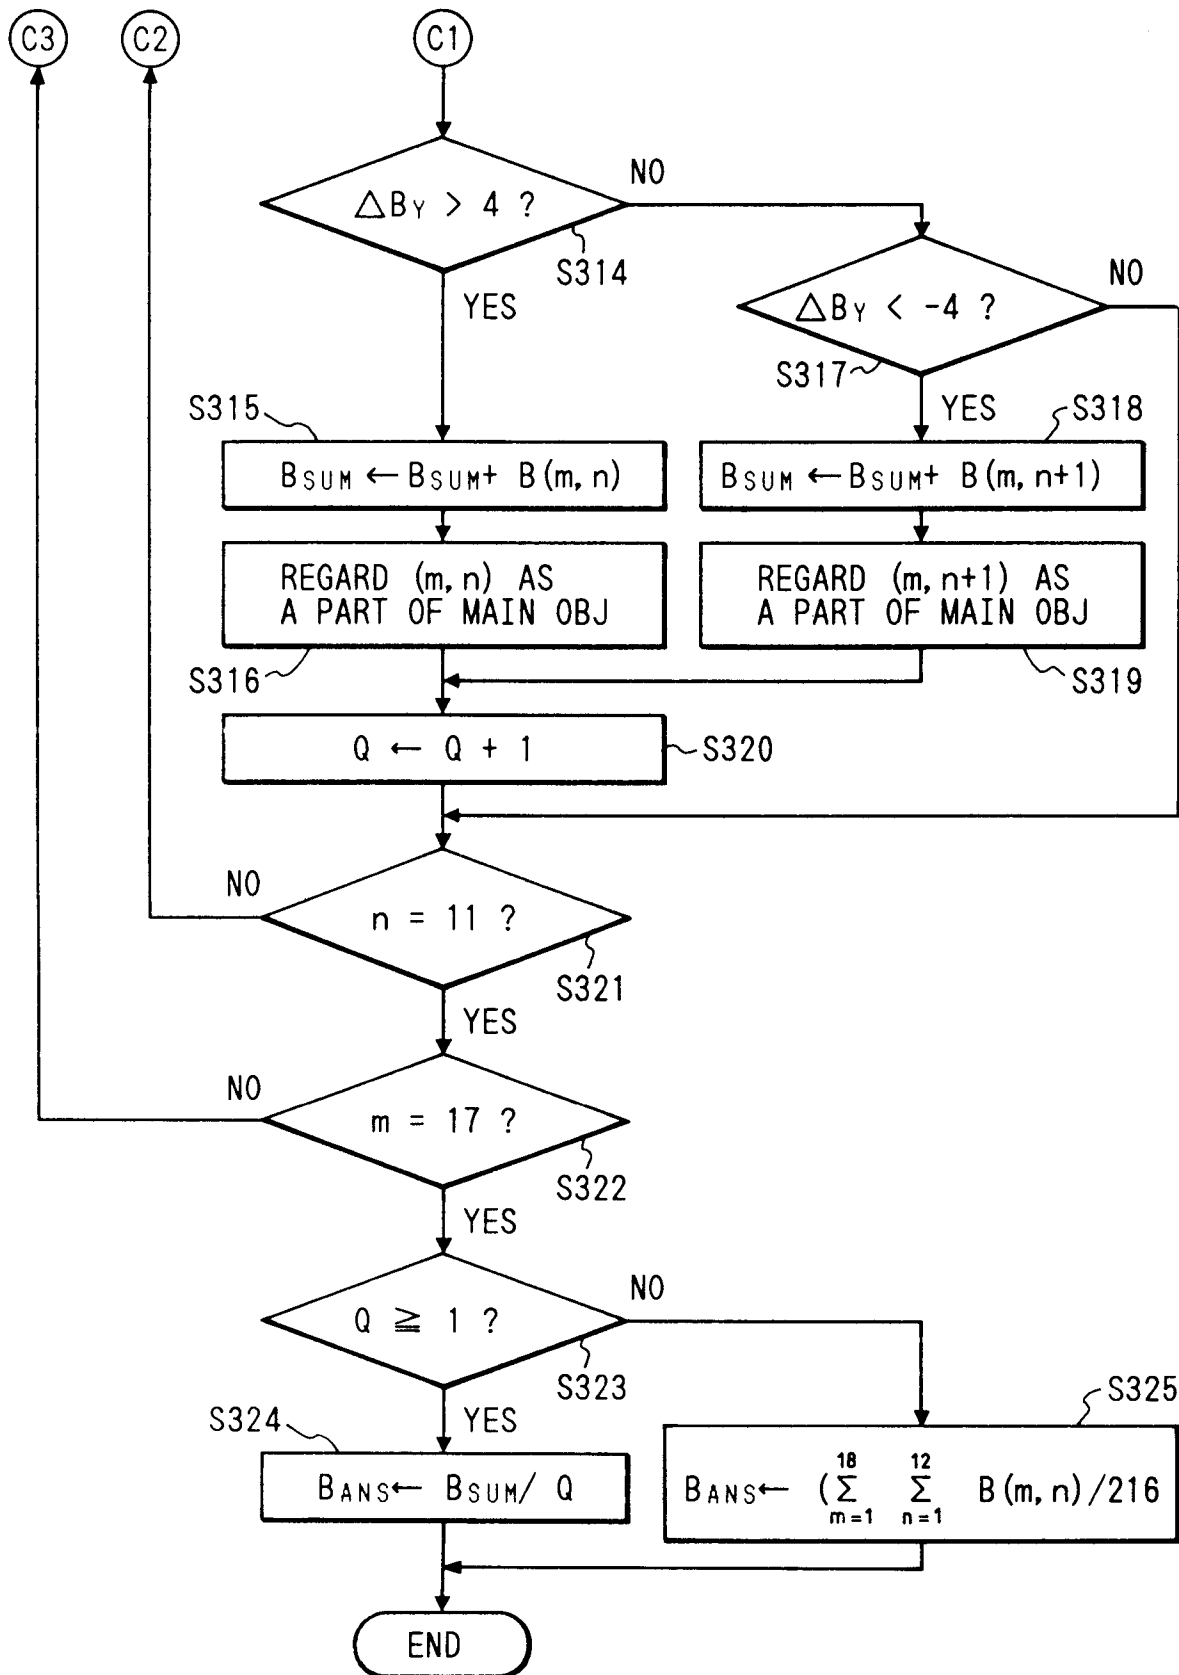 C3 C2 C1
△BY > 4 ?
NO
S314
YES
△BY < -4 ?
NO
S317
YES
S315
BSUM ← BSUM+ B(m, n)
S318
BSUM ← BSUM+ B(m, n+1)
REGARD (m, n) AS
A PART OF MAIN OBJ
S316
REGARD (m, n+1) AS
A PART OF MAIN OBJ
S319
Q ← Q + 1
S320
NO
n = 11 ?
S321
YES
NO
m = 17 ?
S322
YES
Q ≧ 1 ?
NO
S323
YES
S324
BANS← BSUM/ Q
S325
BANS← (18∑m=1 12∑n=1 B(m, n)/216
END